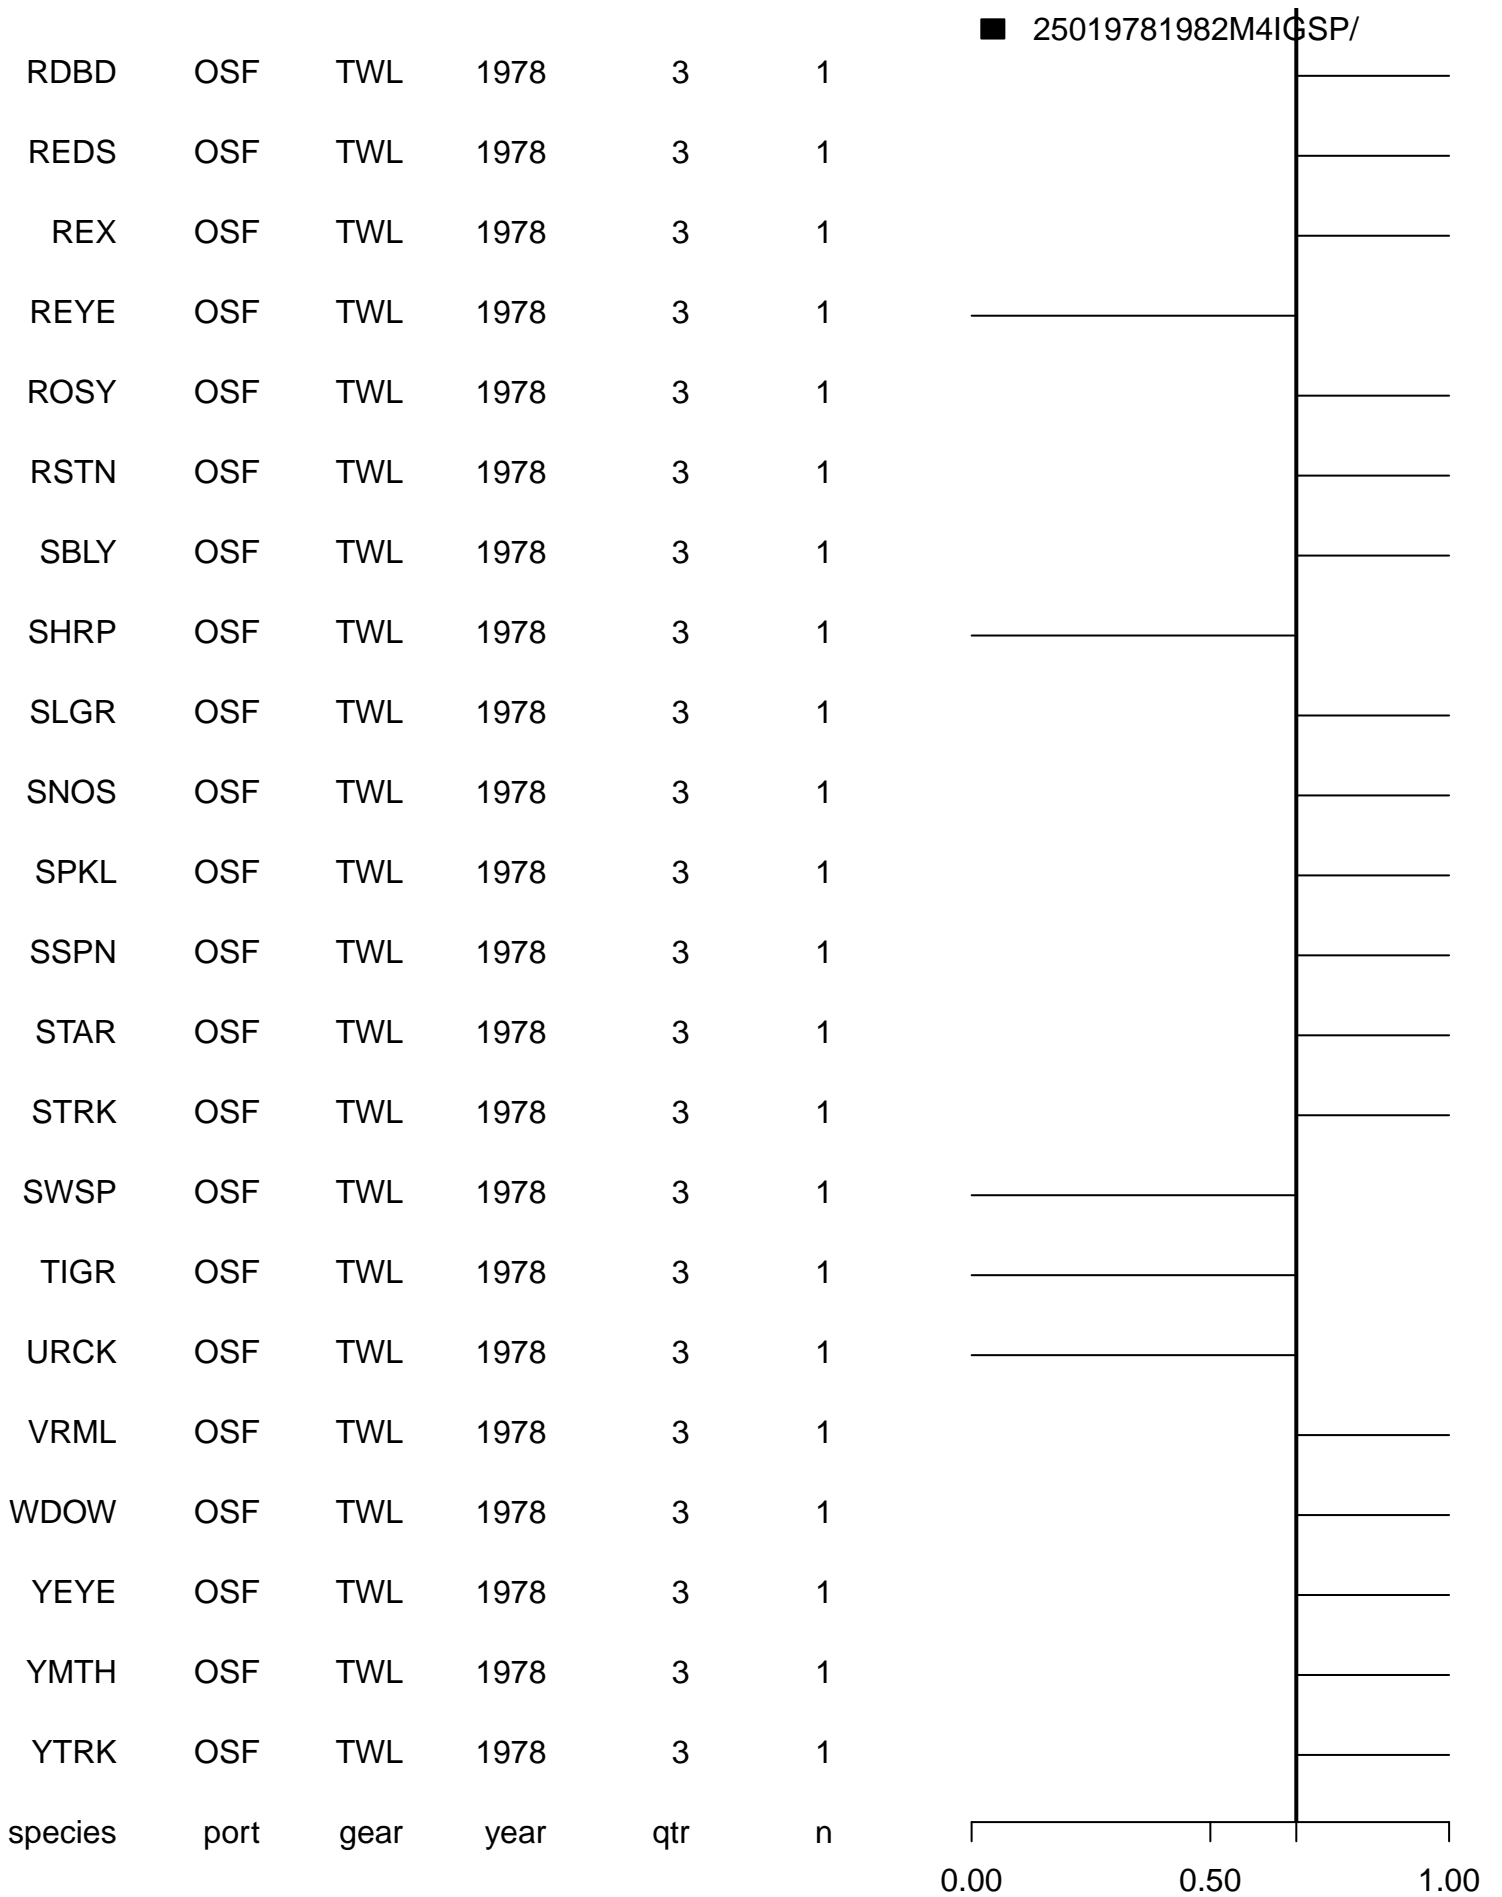 25019781982M4IGSP/
RDBD OSF TWL 1978 3 1
REDS OSF TWL 1978 3 1
REX OSF TWL 1978 3 1
REYE OSF TWL 1978 3 1
ROSY OSF TWL 1978 3 1
RSTN OSF TWL 1978 3 1
SBLY OSF TWL 1978 3 1
SHRP OSF TWL 1978 3 1
SLGR OSF TWL 1978 3 1
SNOS OSF TWL 1978 3 1
SPKL OSF TWL 1978 3 1
SSPN OSF TWL 1978 3 1
STAR OSF TWL 1978 3 1
STRK OSF TWL 1978 3 1
SWSP OSF TWL 1978 3 1
TIGR OSF TWL 1978 3 1
URCK OSF TWL 1978 3 1
VRML OSF TWL 1978 3 1
WDOW OSF TWL 1978 3 1
YEYE OSF TWL 1978 3 1
YMTH OSF TWL 1978 3 1
YTRK OSF TWL 1978 3 1
species port gear year qtr n
0.00 0.50 1.00